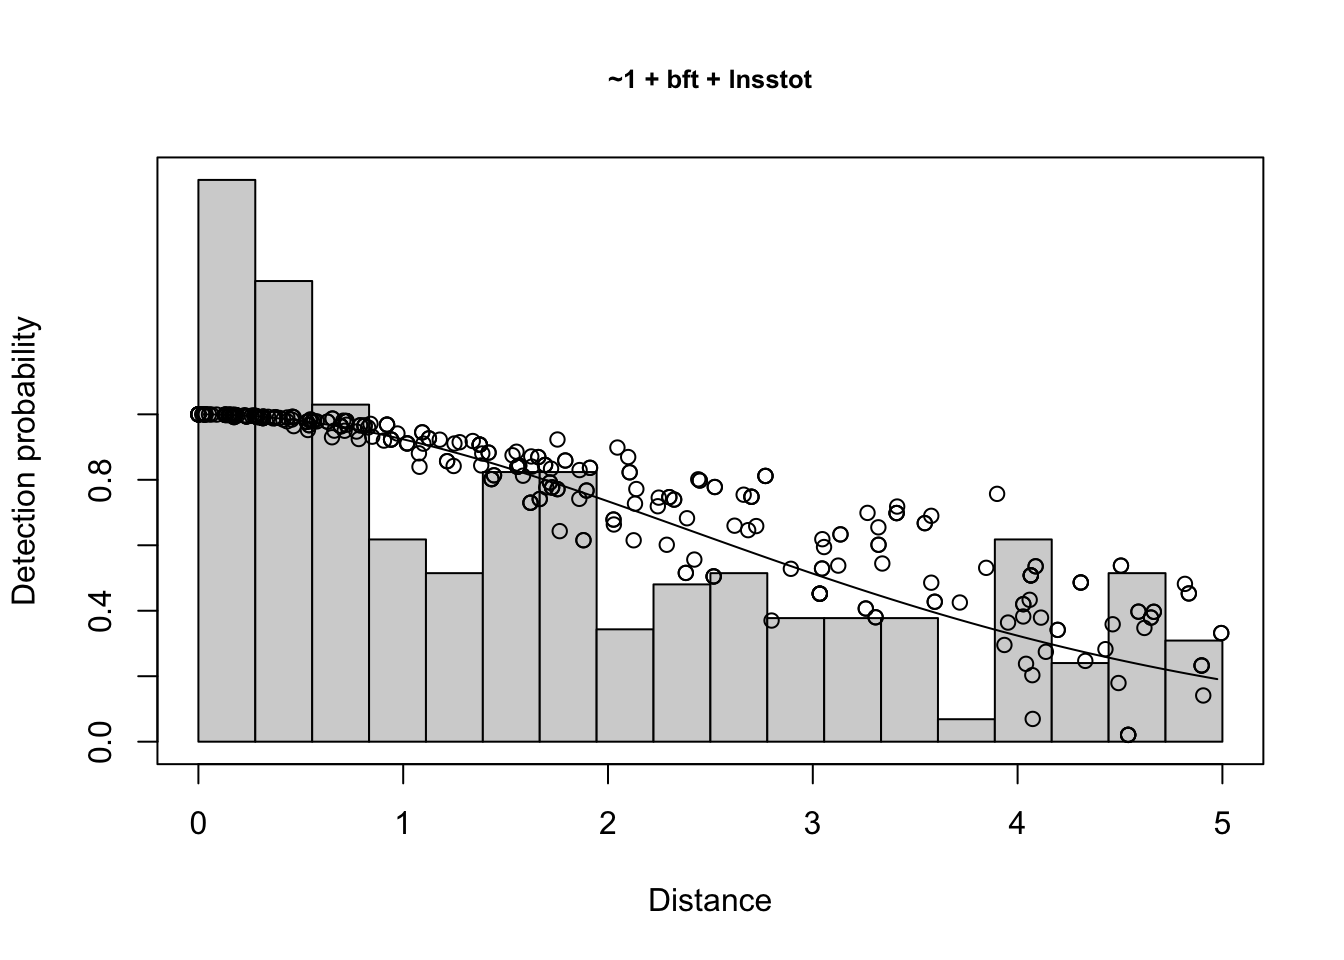 ~1 + bft + lnsstot
Detection probability
0.8
0.4
0.0
0 1 2 3 4 5
Distance